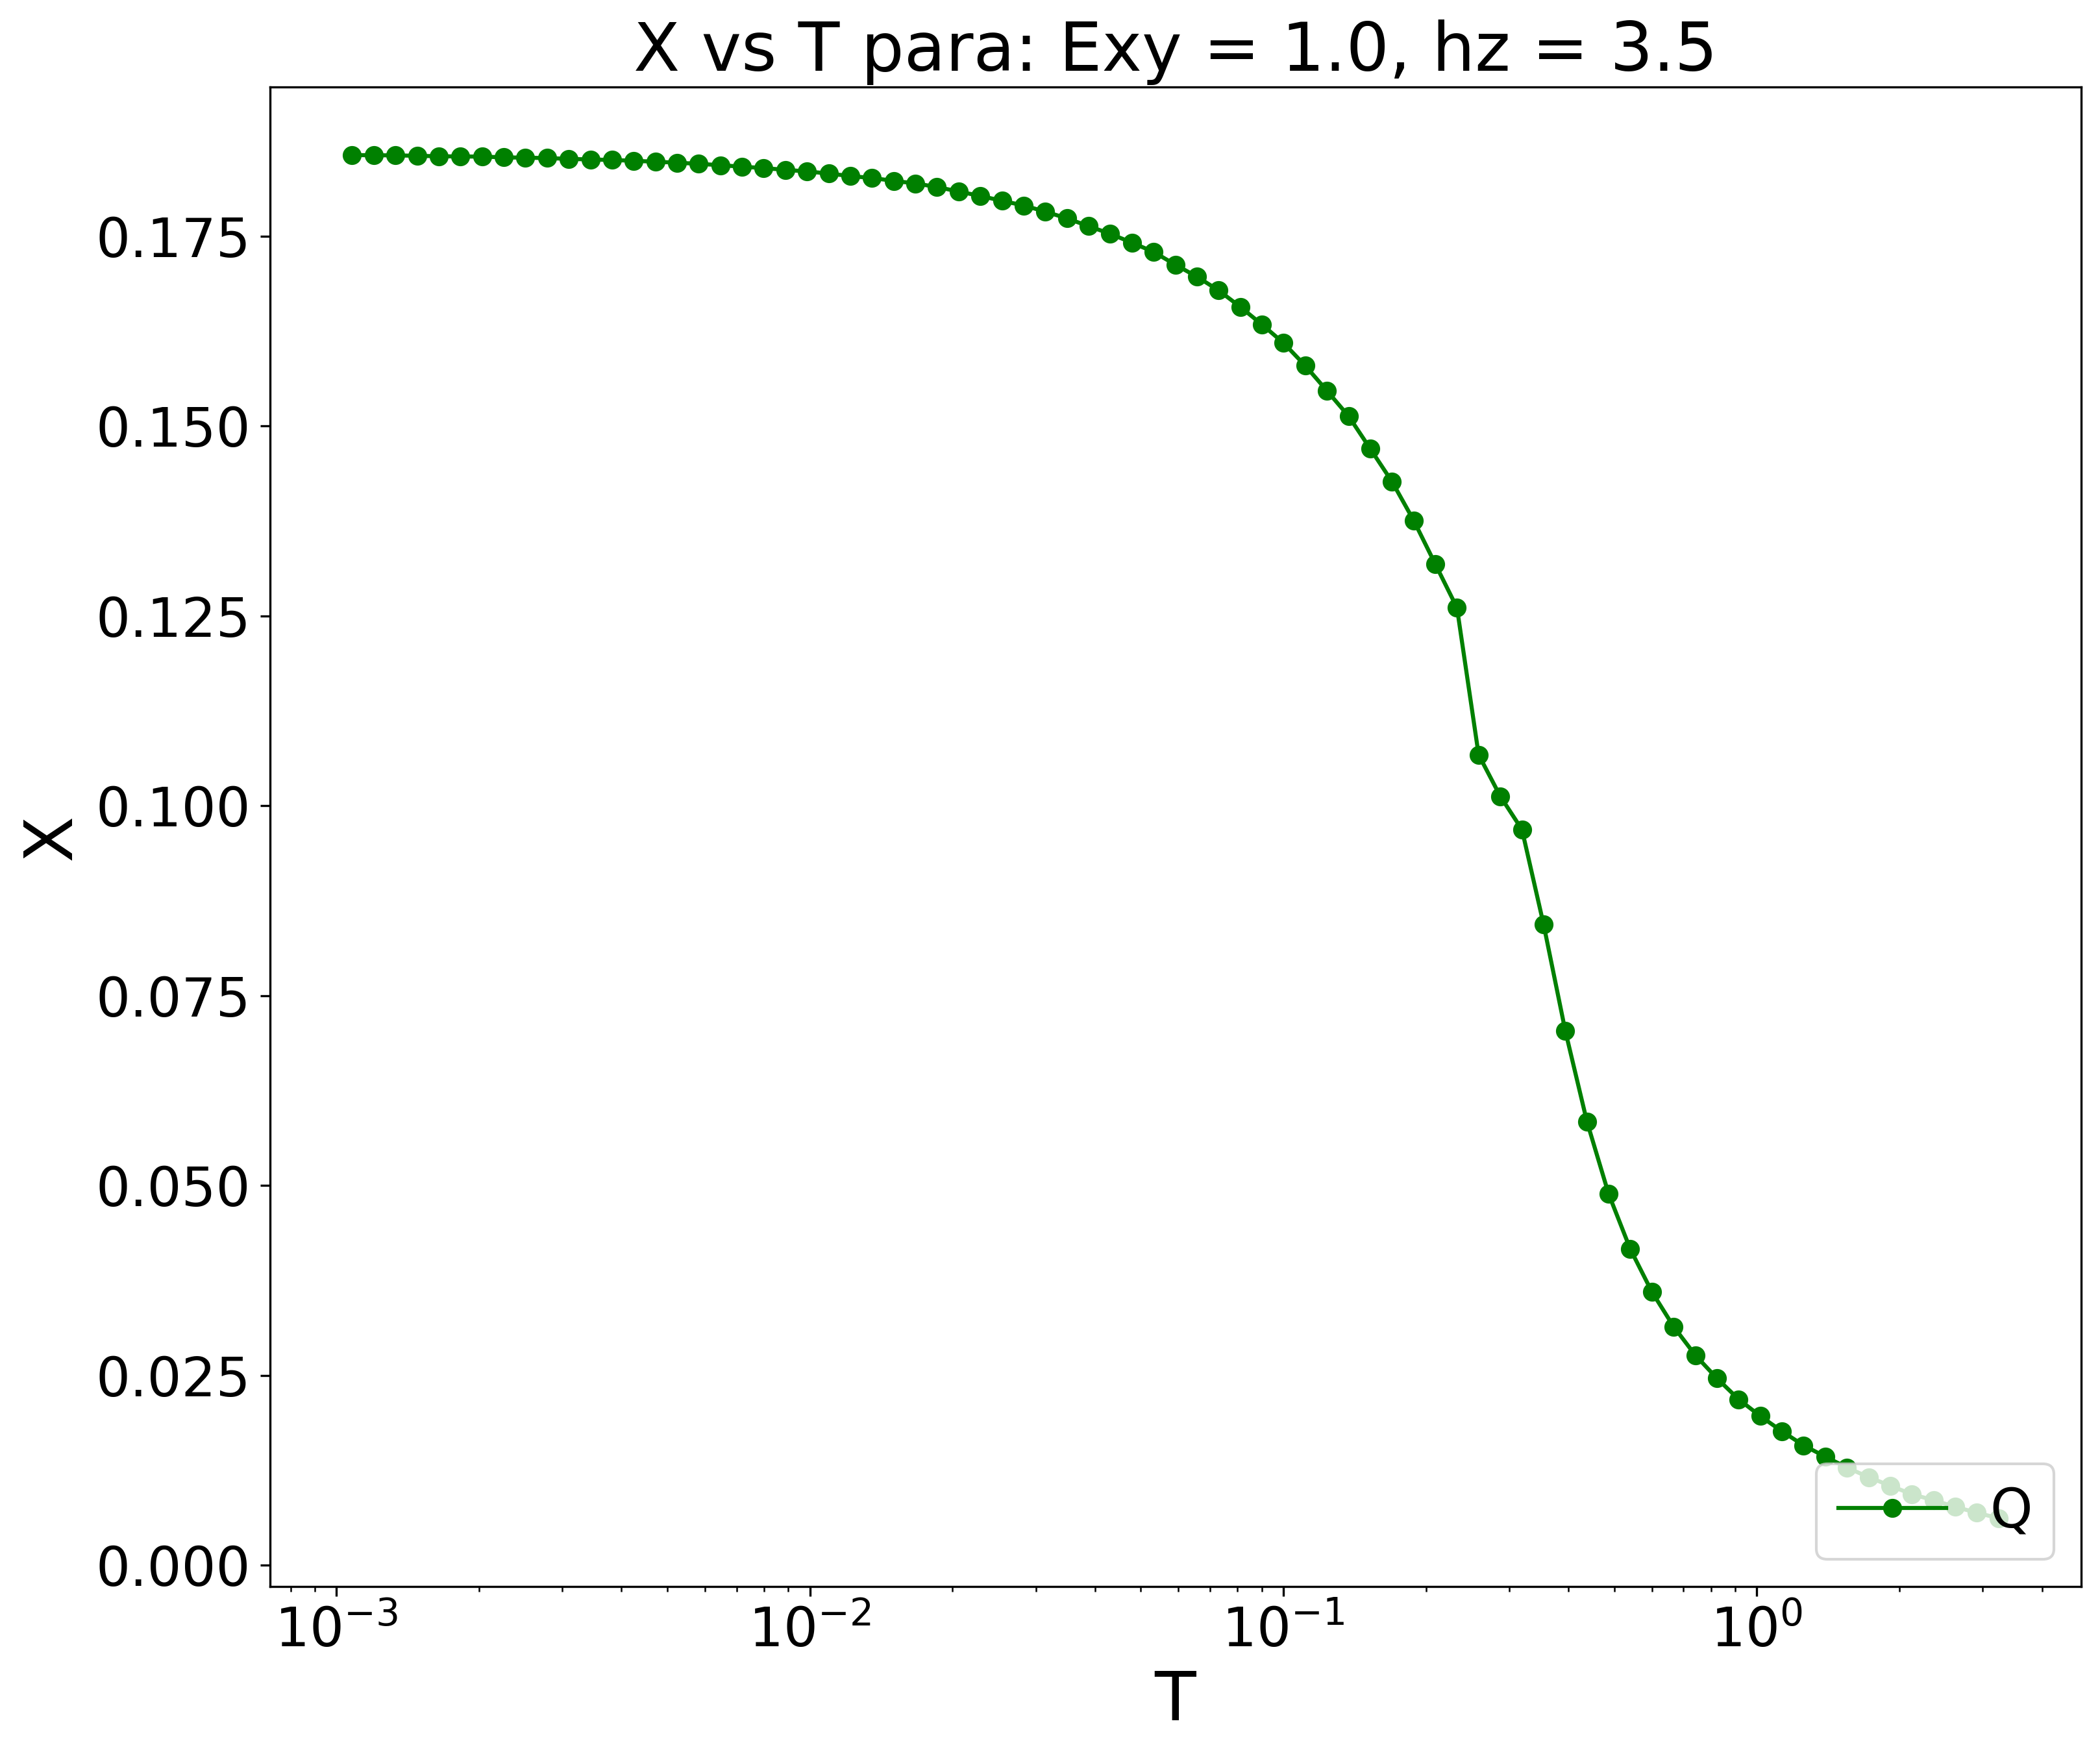 X vs T para: Exy = 1.0, hz = 3.5
X
0.175
0.150
0.125
0.100
0.075
0.050
0.025
0.000
Q
10⁻³ 10⁻² 10⁻¹ 10⁰
T